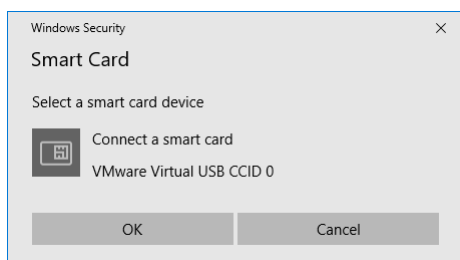 Windows Security
Smart Card
Select a smart card device
Connect a smart card
VMware Virtual USB CCID 0
OK
Cancel